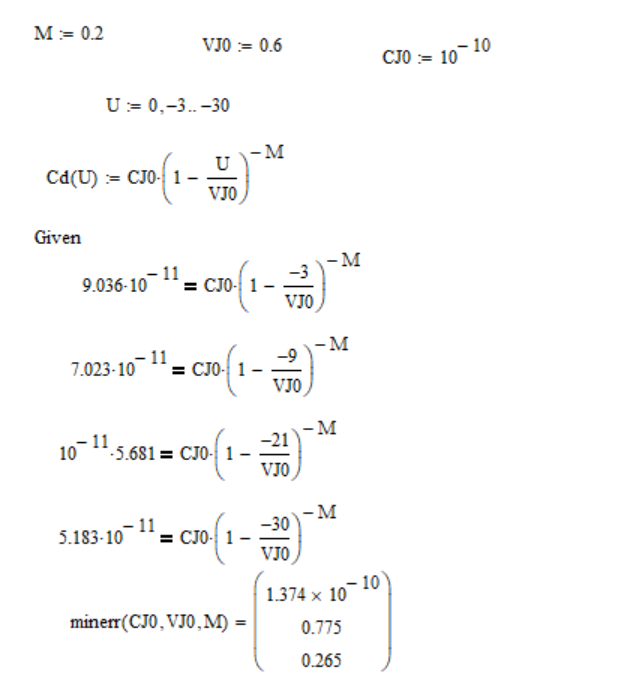 M := 0.2
VJ0 := 0.6
CJ0 := 10^{-10}
U := 0,-3..-30
Cd(U) := CJ0·(1 - U/VJ0)^{-M}
Given
9.036·10^{-11} = CJ0·(1 - -3/VJ0)^{-M}
7.023·10^{-11} = CJ0·(1 - -9/VJ0)^{-M}
10^{-11}·5.681 = CJ0·(1 - -21/VJ0)^{-M}
5.183·10^{-11} = CJ0·(1 - -30/VJ0)^{-M}
minerr(CJ0,VJ0,M) =
1.374 × 10^{-10}
0.775
0.265